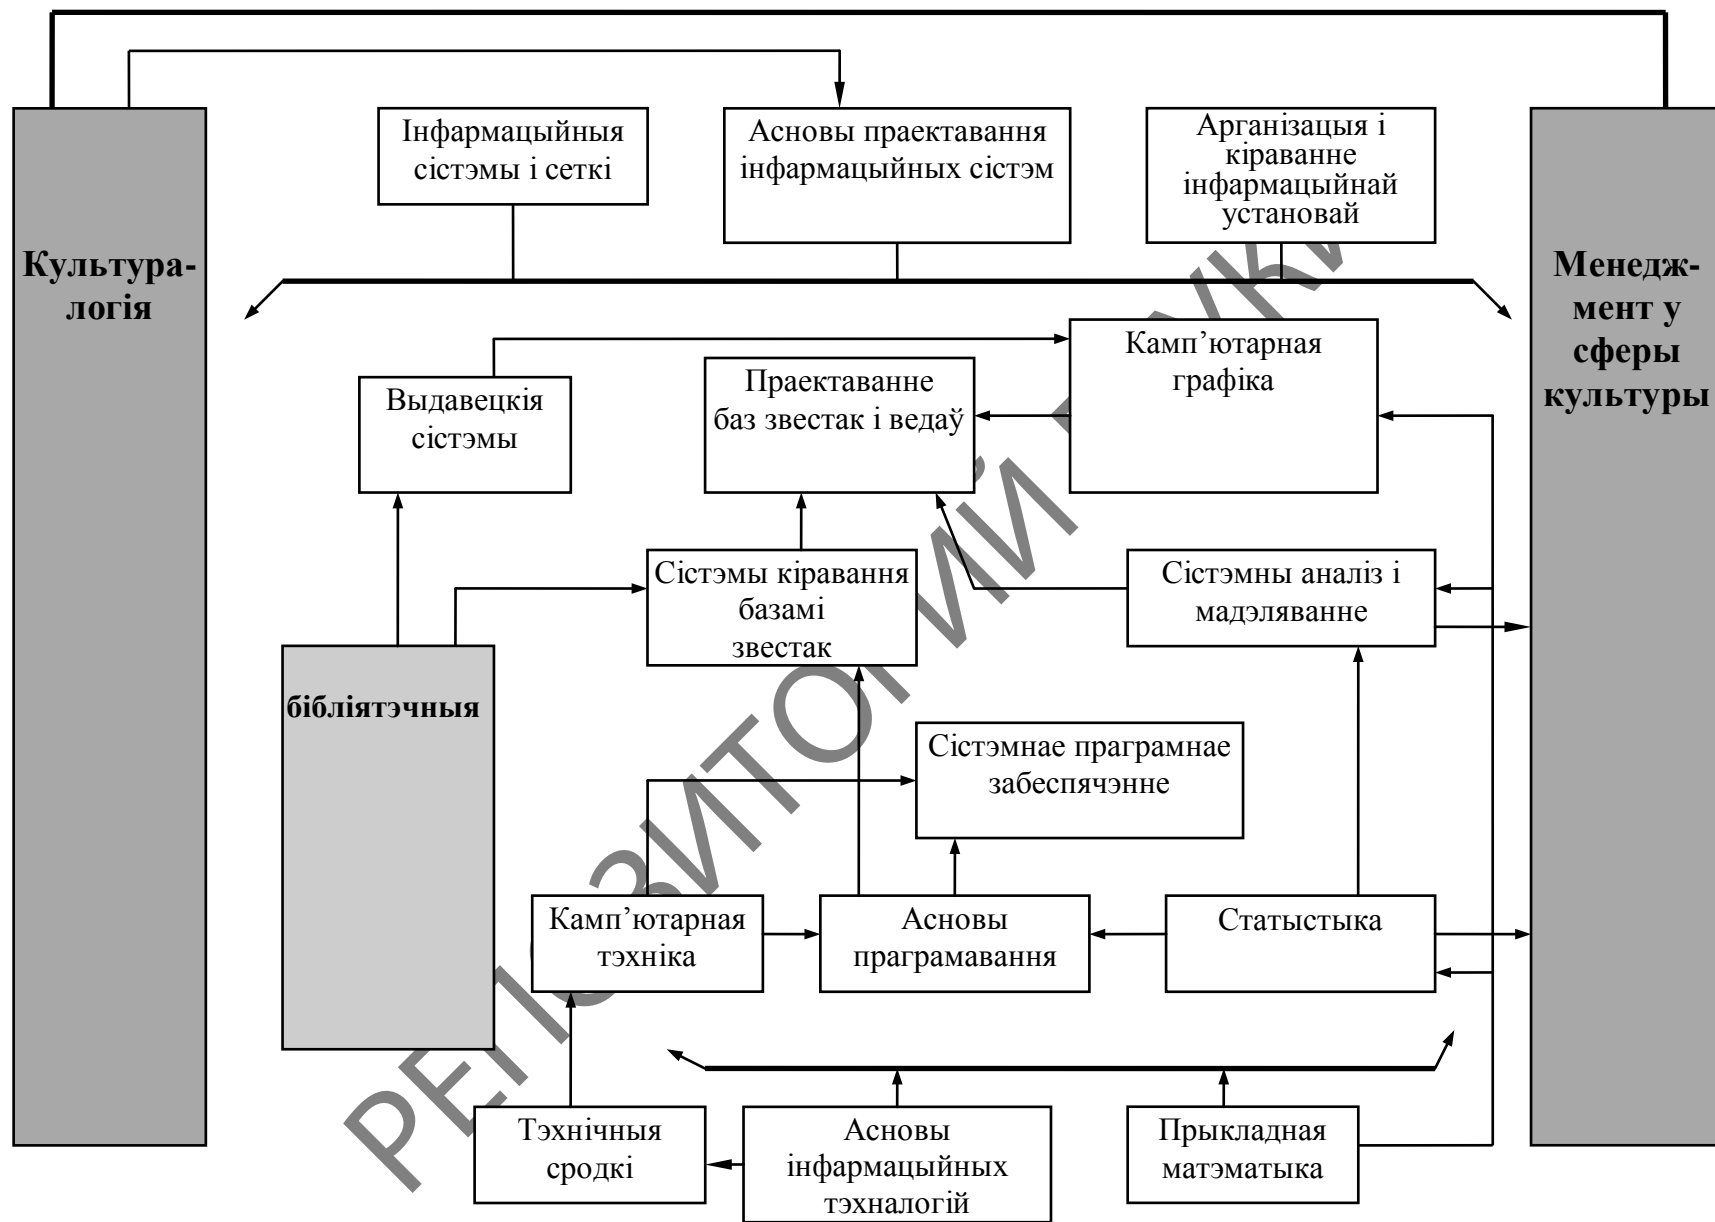 Інфармацыйныя
сістэмы і сеткі
Асновы праектавання
інфармацыйных сістэм
Арганізацыя і
кіраванне
інфармацыйнай
установай
Культура-
логія
Менедж-
мент у
сферы
культуры
Камп’ютарная
графіка
Праектаванне
баз звестак і ведаў
Выдавецкія
сістэмы
Сістэмы кіравання
базамі
звестак
Сістэмны аналіз і
мадэляванне
бібліятэчныя
Сістэмнае праграмнае
забеспячэнне
Камп’ютарная
тэхніка
Асновы
праграмавання
Статыстыка
Тэхнічныя
сродкі
Асновы
інфармацыйных
тэхналогій
Прыкладная
матэматыка